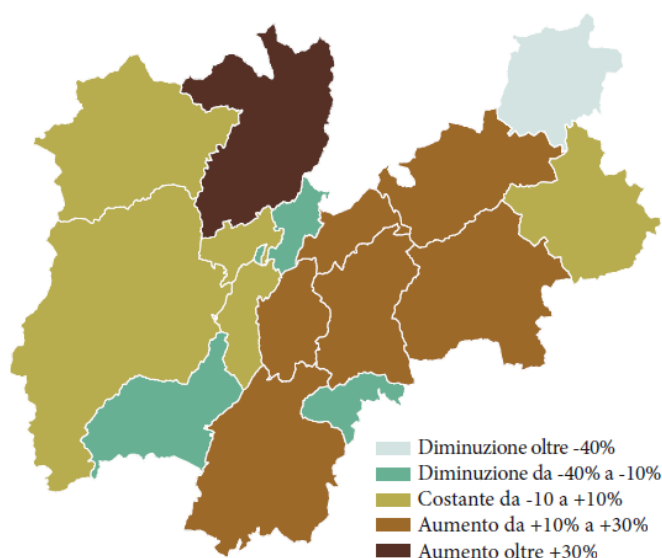 Diminuzione oltre -40%
Diminuzione da -40% a -10%
Costante da -10 a +10%
Aumento da +10% a +30%
Aumento oltre +30%